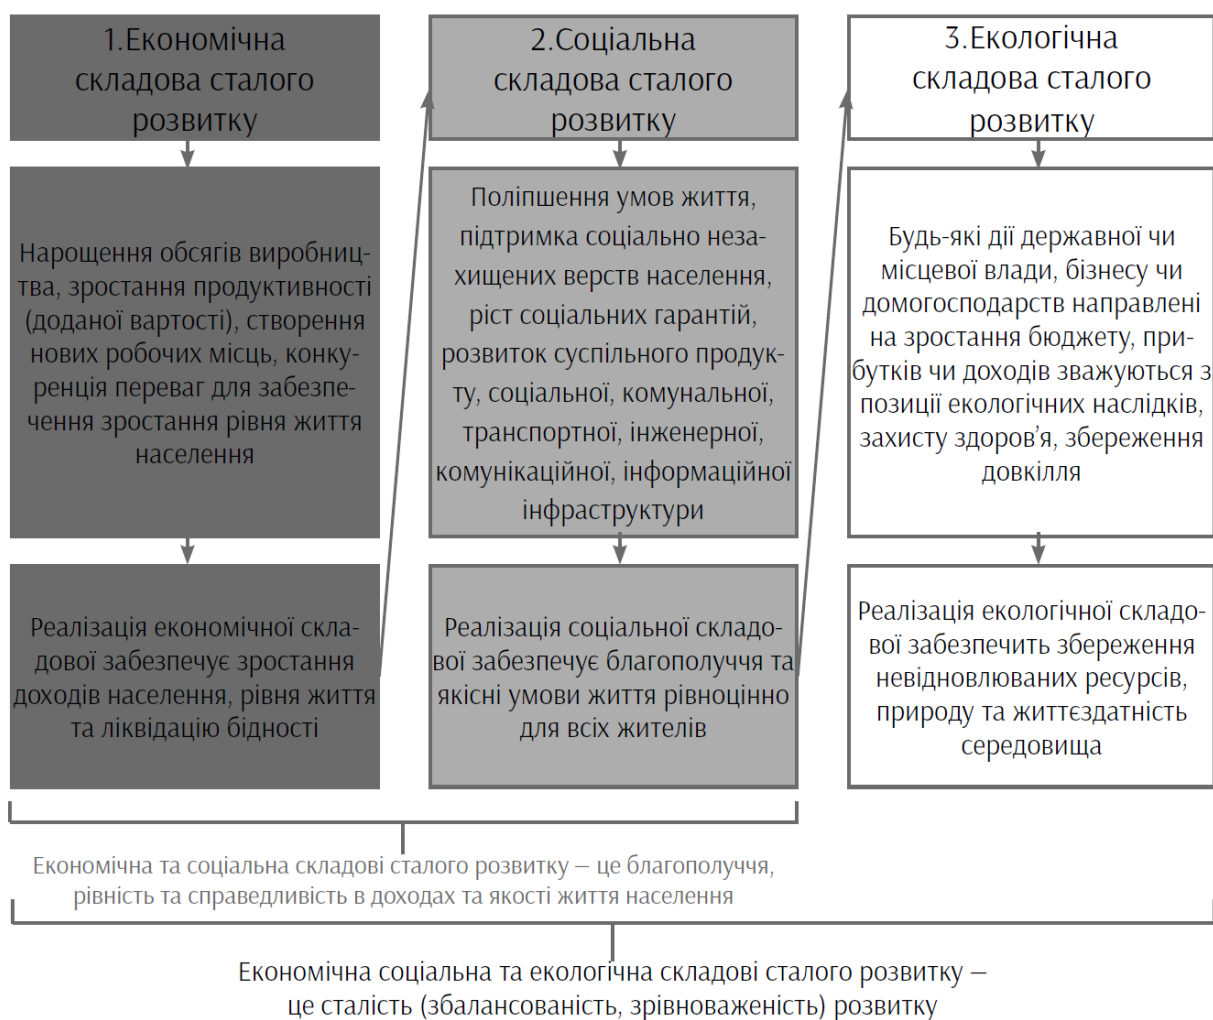 1.Економічна
складова сталого
розвитку
Нарощення обсягів виробниц-
тва, зростання продуктивності
(доданої вартості), створення
нових робочих місць, конку-
ренція переваг для забезпе-
чення зростання рівня життя
населення
Реалізація економічної скла-
дової забезпечує зростання
доходів населення, рівня життя
та ліквідацію бідності
2.Соціальна
складова сталого
розвитку
Поліпшення умов життя,
підтримка соціально неза-
хищених верств населення,
ріст соціальних гарантій,
розвиток суспільного продук-
ту, соціальної, комунальної,
транспортної, інженерної,
комунікаційної, інформаційної
інфраструктури
Реалізація соціальної складо-
вої забезпечує благополуччя та
якісні умови життя рівноцінно
для всіх жителів
3.Екологічна
складова сталого
розвитку
Будь-які дії державної чи
місцевої влади, бізнесу чи
домогосподарств направлені
на зростання бюджету, при-
бутків чи доходів зважуються з
позиції екологічних наслідків,
захисту здоров’я, збереження
довкілля
Реалізація екологічної складо-
вої забезпечить збереження
невідновлюваних ресурсів,
природу та життєздатність
середовища
Економічна та соціальна складові сталого розвитку – це благополуччя,
рівність та справедливість в доходах та якості життя населення
Економічна соціальна та екологічна складові сталого розвитку –
це сталість (збалансованість, зрівноваженість) розвитку